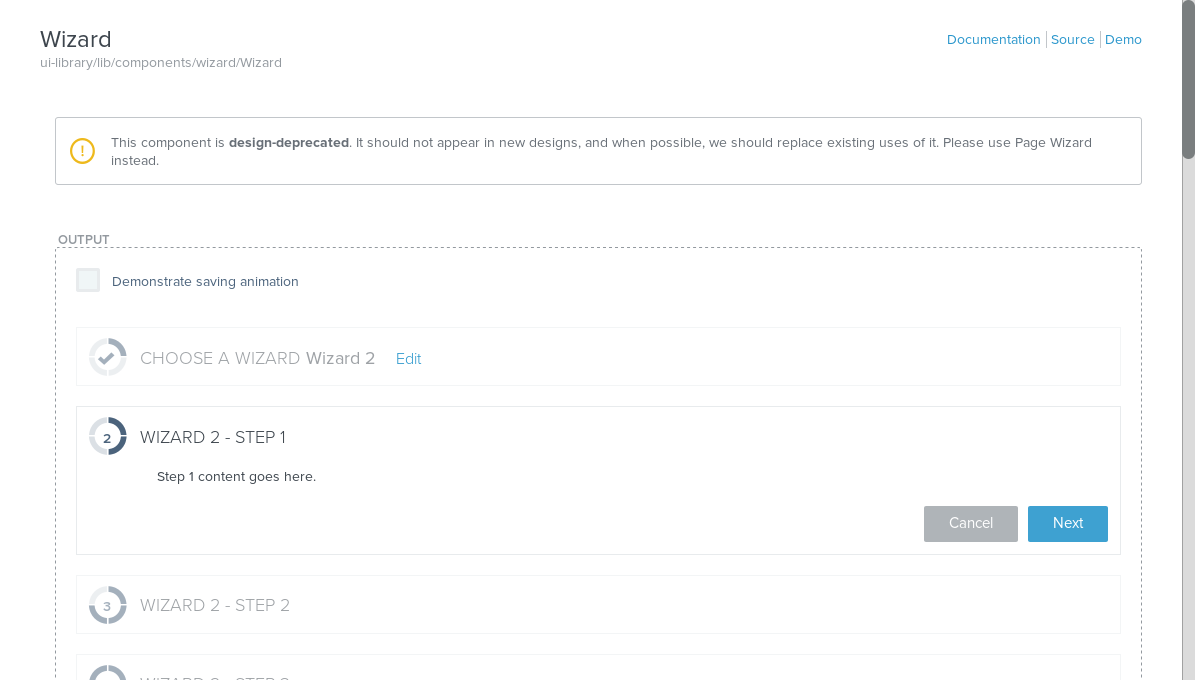 Wizard
Documentation Source Demo
ui-library/lib/components/wizard/Wizard
! This component is design-deprecated. It should not appear in new designs, and when possible, we should replace existing uses of it. Please use Page Wizard
instead.
OUTPUT
Demonstrate saving animation
CHOOSE A WIZARD Wizard 2 Edit
2 WIZARD 2 - STEP 1
Step 1 content goes here.
Cancel Next
3 WIZARD 2 - STEP 2
WIZARD 2 - STEP